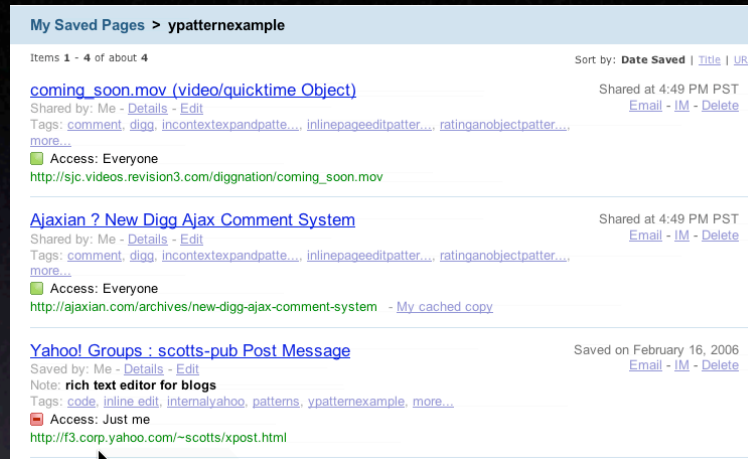 My Saved Pages > ypatternexample
Items 1 - 4 of about 4
Sort by: Date Saved | Title | UR
coming_soon.mov (video/quicktime Object)
Shared at 4:49 PM PST
Shared by: Me - Details - Edit
Email - IM - Delete
Tags: comment, digg, incontextexpandpatte..., inlinepageeditpatter..., ratinganobjectpatter...,
more...
Access: Everyone
http://sjc.videos.revision3.com/diggnation/coming_soon.mov
Ajaxian ? New Digg Ajax Comment System
Shared at 4:49 PM PST
Shared by: Me - Details - Edit
Email - IM - Delete
Tags: comment, digg, incontextexpandpatte..., inlinepageeditpatter..., ratinganobjectpatter...,
more...
Access: Everyone
http://ajaxian.com/archives/new-digg-ajax-comment-system - My cached copy
Yahoo! Groups : scotts-pub Post Message
Saved on February 16, 2006
Saved by: Me - Details - Edit
Email - IM - Delete
Note: rich text editor for blogs
Tags: code, inline edit, internalyahoo, patterns, ypatternexample, more...
Access: Just me
http://f3.corp.yahoo.com/~scotts/xpost.html